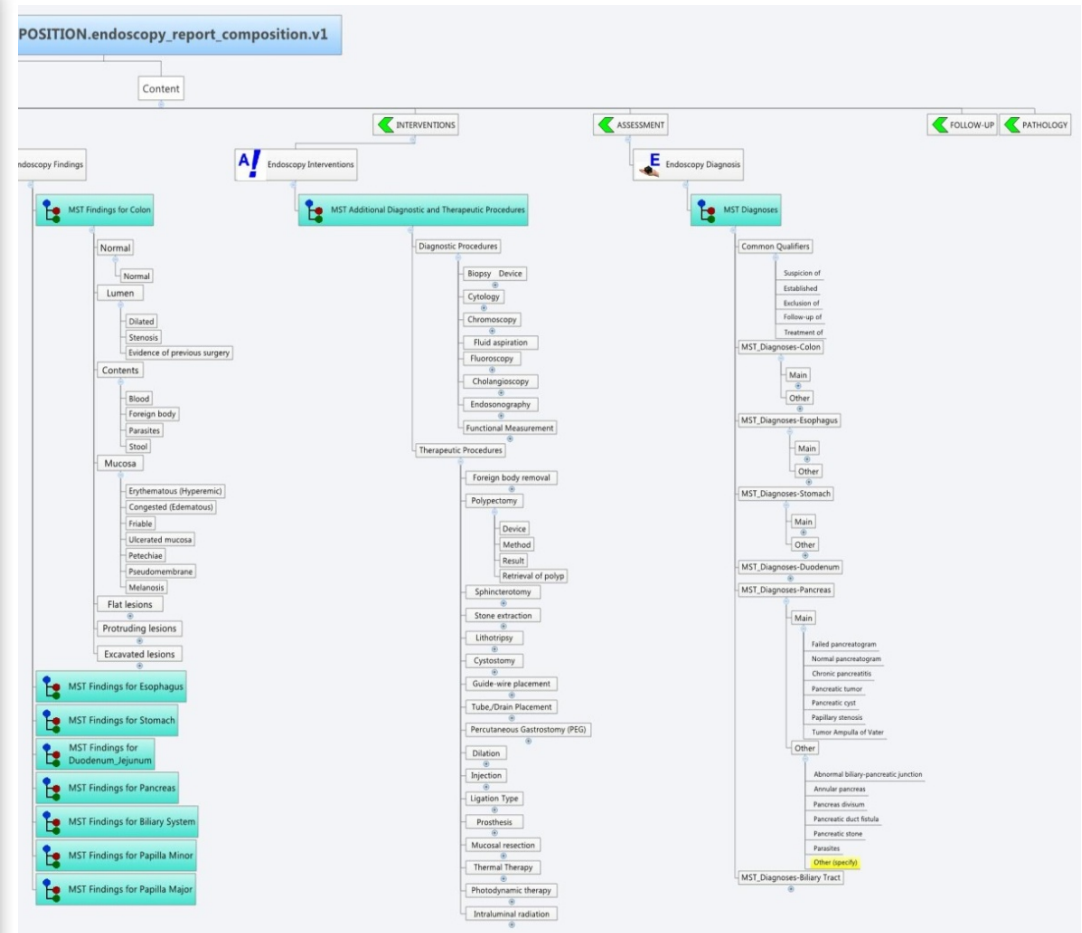 POSITION.endoscopy_report_composition.v1
Content
INTERVENTIONS
ASSESSMENT
FOLLOW-UP
PATHOLOGY
ndoscopy Findings
A! Endoscopy Interventions
E Endoscopy Diagnosis
MST Findings for Colon
Normal
Normal
Lumen
Dilated
Stenosis
Evidence of previous surgery
Contents
Blood
Foreign body
Parasites
Stool
Mucosa
Erythematous (Hyperemic)
Congested (Edematous)
Friable
Ulcerated mucosa
Petechiae
Pseudomembrane
Melanosis
Flat lesions
Protruding lesions
Excavated lesions
MST Findings for Esophagus
MST Findings for Stomach
MST Findings for
Duodenum_Jejunum
MST Findings for Pancreas
MST Findings for Biliary System
MST Findings for Papilla Minor
MST Findings for Papilla Major
MST Additional Diagnostic and Therapeutic Procedures
Diagnostic Procedures
Biopsy Device
Cytology
Chromoscopy
Fluid aspiration
Fluoroscopy
Cholangioscopy
Endosonography
Functional Measurement
Therapeutic Procedures
Foreign body removal
Polypectomy
Device
Method
Result
Retrieval of polyp
Sphincterotomy
Stone extraction
Lithotripsy
Cystostomy
Guide-wire placement
Tube,/Drain Placement
Percutaneous Gastrostomy (PEG)
Dilation
Injection
Ligation Type
Prosthesis
Mucosal resection
Thermal Therapy
Photodynamic therapy
Intraluminal radiation
MST Diagnoses
Common Qualifiers
Suspicion of
Established
Exclusion of
Follow-up of
Treatment of
MST_Diagnoses-Colon
Main
Other
MST_Diagnoses-Esophagus
Main
Other
MST_Diagnoses-Stomach
Main
Other
MST_Diagnoses-Duodenum
MST_Diagnoses-Pancreas
Main
Failed pancreatogram
Normal pancreatogram
Chronic pancreatitis
Pancreatic tumor
Pancreatic cyst
Papillary stenosis
Tumor Ampulla of Vater
Other
Abnormal biliary-pancreatic junction
Annular pancreas
Pancreas divisum
Pancreatic duct fistula
Pancreatic stone
Parasites
Other (specify)
MST_Diagnoses-Biliary Tract